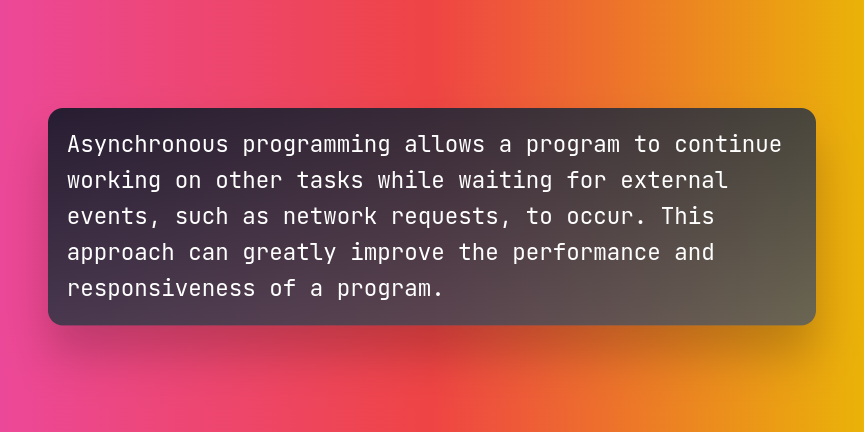 Asynchronous programming allows a program to continue
working on other tasks while waiting for external
events, such as network requests, to occur. This
approach can greatly improve the performance and
responsiveness of a program.